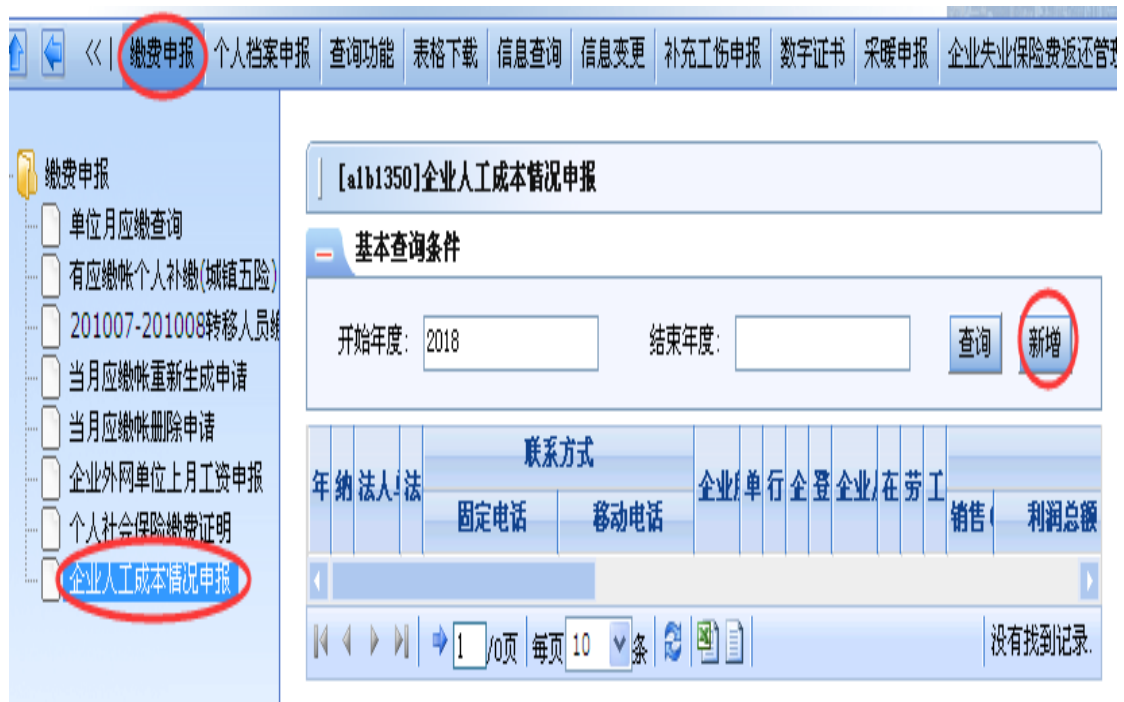 << | 缴费申报 个人档案申报 查询功能 表格下载 信息查询 信息变更 补充工伤申报 数字证书 采暖申报 企业失业保险费返还管
缴费申报
单位月应缴查询
有应缴帐个人补缴(城镇五险)
201007-201008转移人员
当月应缴帐重新生成申请
当月应缴帐删除申请
企业外网单位上月工资申报
个人社会保险缴费证明
企业人工成本情况申报
[a1b1350]企业人工成本情况申报
基本查询条件
开始年度: 2018 结束年度: 查询 新增
联系方式
年 纳 法人 法 企业 单 行 企 登 企业 在 劳 工
固定电话 移动电话 销售 利润总额
1 /0页 每页 10 条 没有找到记录.